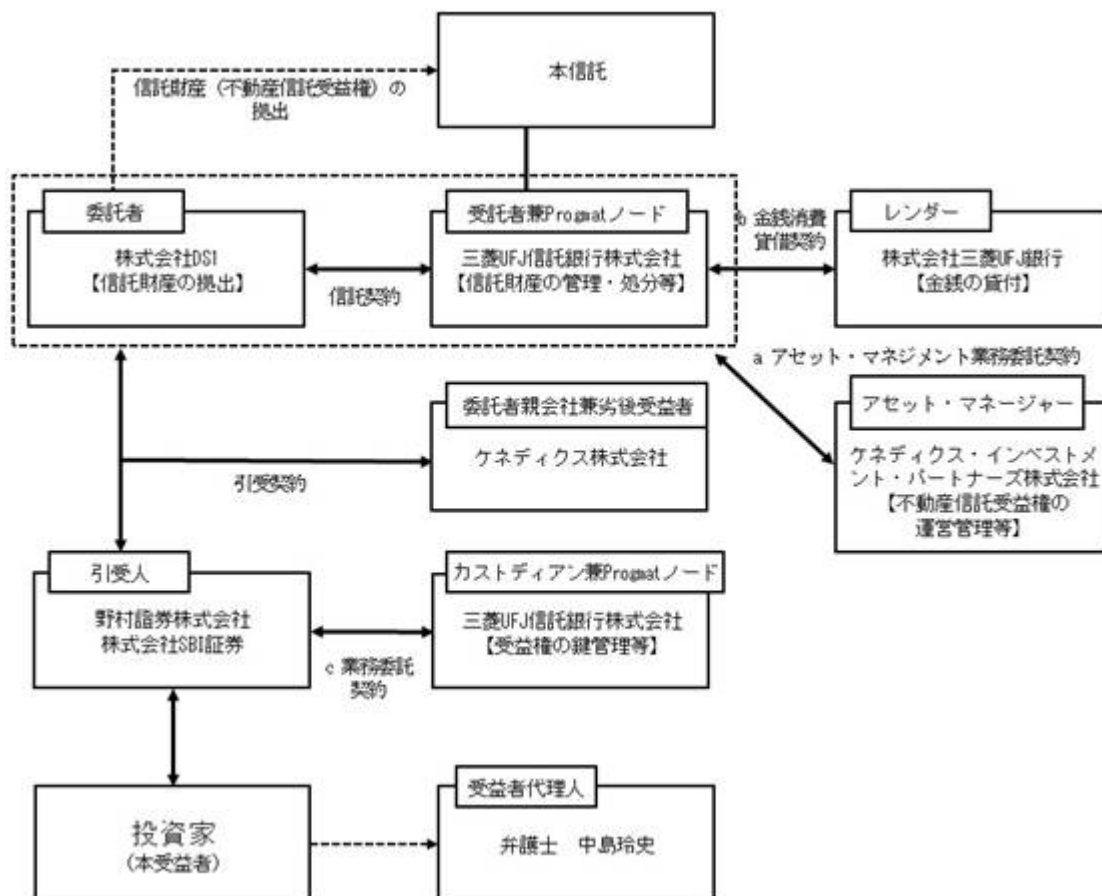 本信託
信託財産（不動産信託受益権）の
拠出
委託者
株式会社DS1
【信託財産の拠出】
信託契約
受託者兼Progmatノード
三菱UFJ信託銀行株式会社
【信託財産の管理・処分等】
b 金銭消費
貸借契約
レンダー
株式会社三菱UFJ銀行
【金銭の貸付】
a アセット・マネジメント業務委託契約
アセット・マネージャー
ケネディクス・インベストメ
ント・パートナーズ株式会社
【不動産信託受益権の
運営管理等】
委託者親会社兼劣後受益者
ケネディクス株式会社
引受契約
引受人
野村證券株式会社
株式会社SBI証券
c 業務委託
契約
カストディアン兼Progmatノード
三菱UFJ信託銀行株式会社
【受益権の鍵管理等】
投資家
（本受益者）
受益者代理人
弁護士　中島玲史